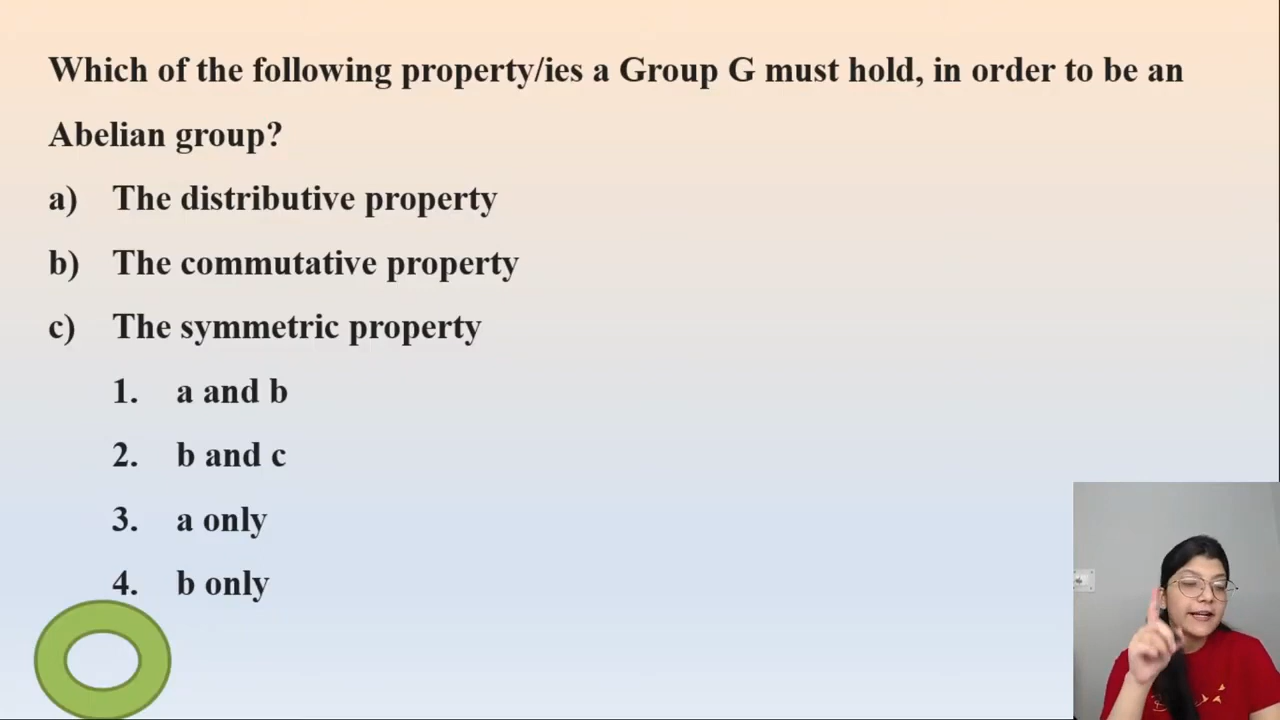 Which of the following property/ies a Group G must hold, in order to be an
Abelian group?
a) The distributive property
b) The commutative property
c) The symmetric property
1. a and b
2. b and c
3. a only
4. b only